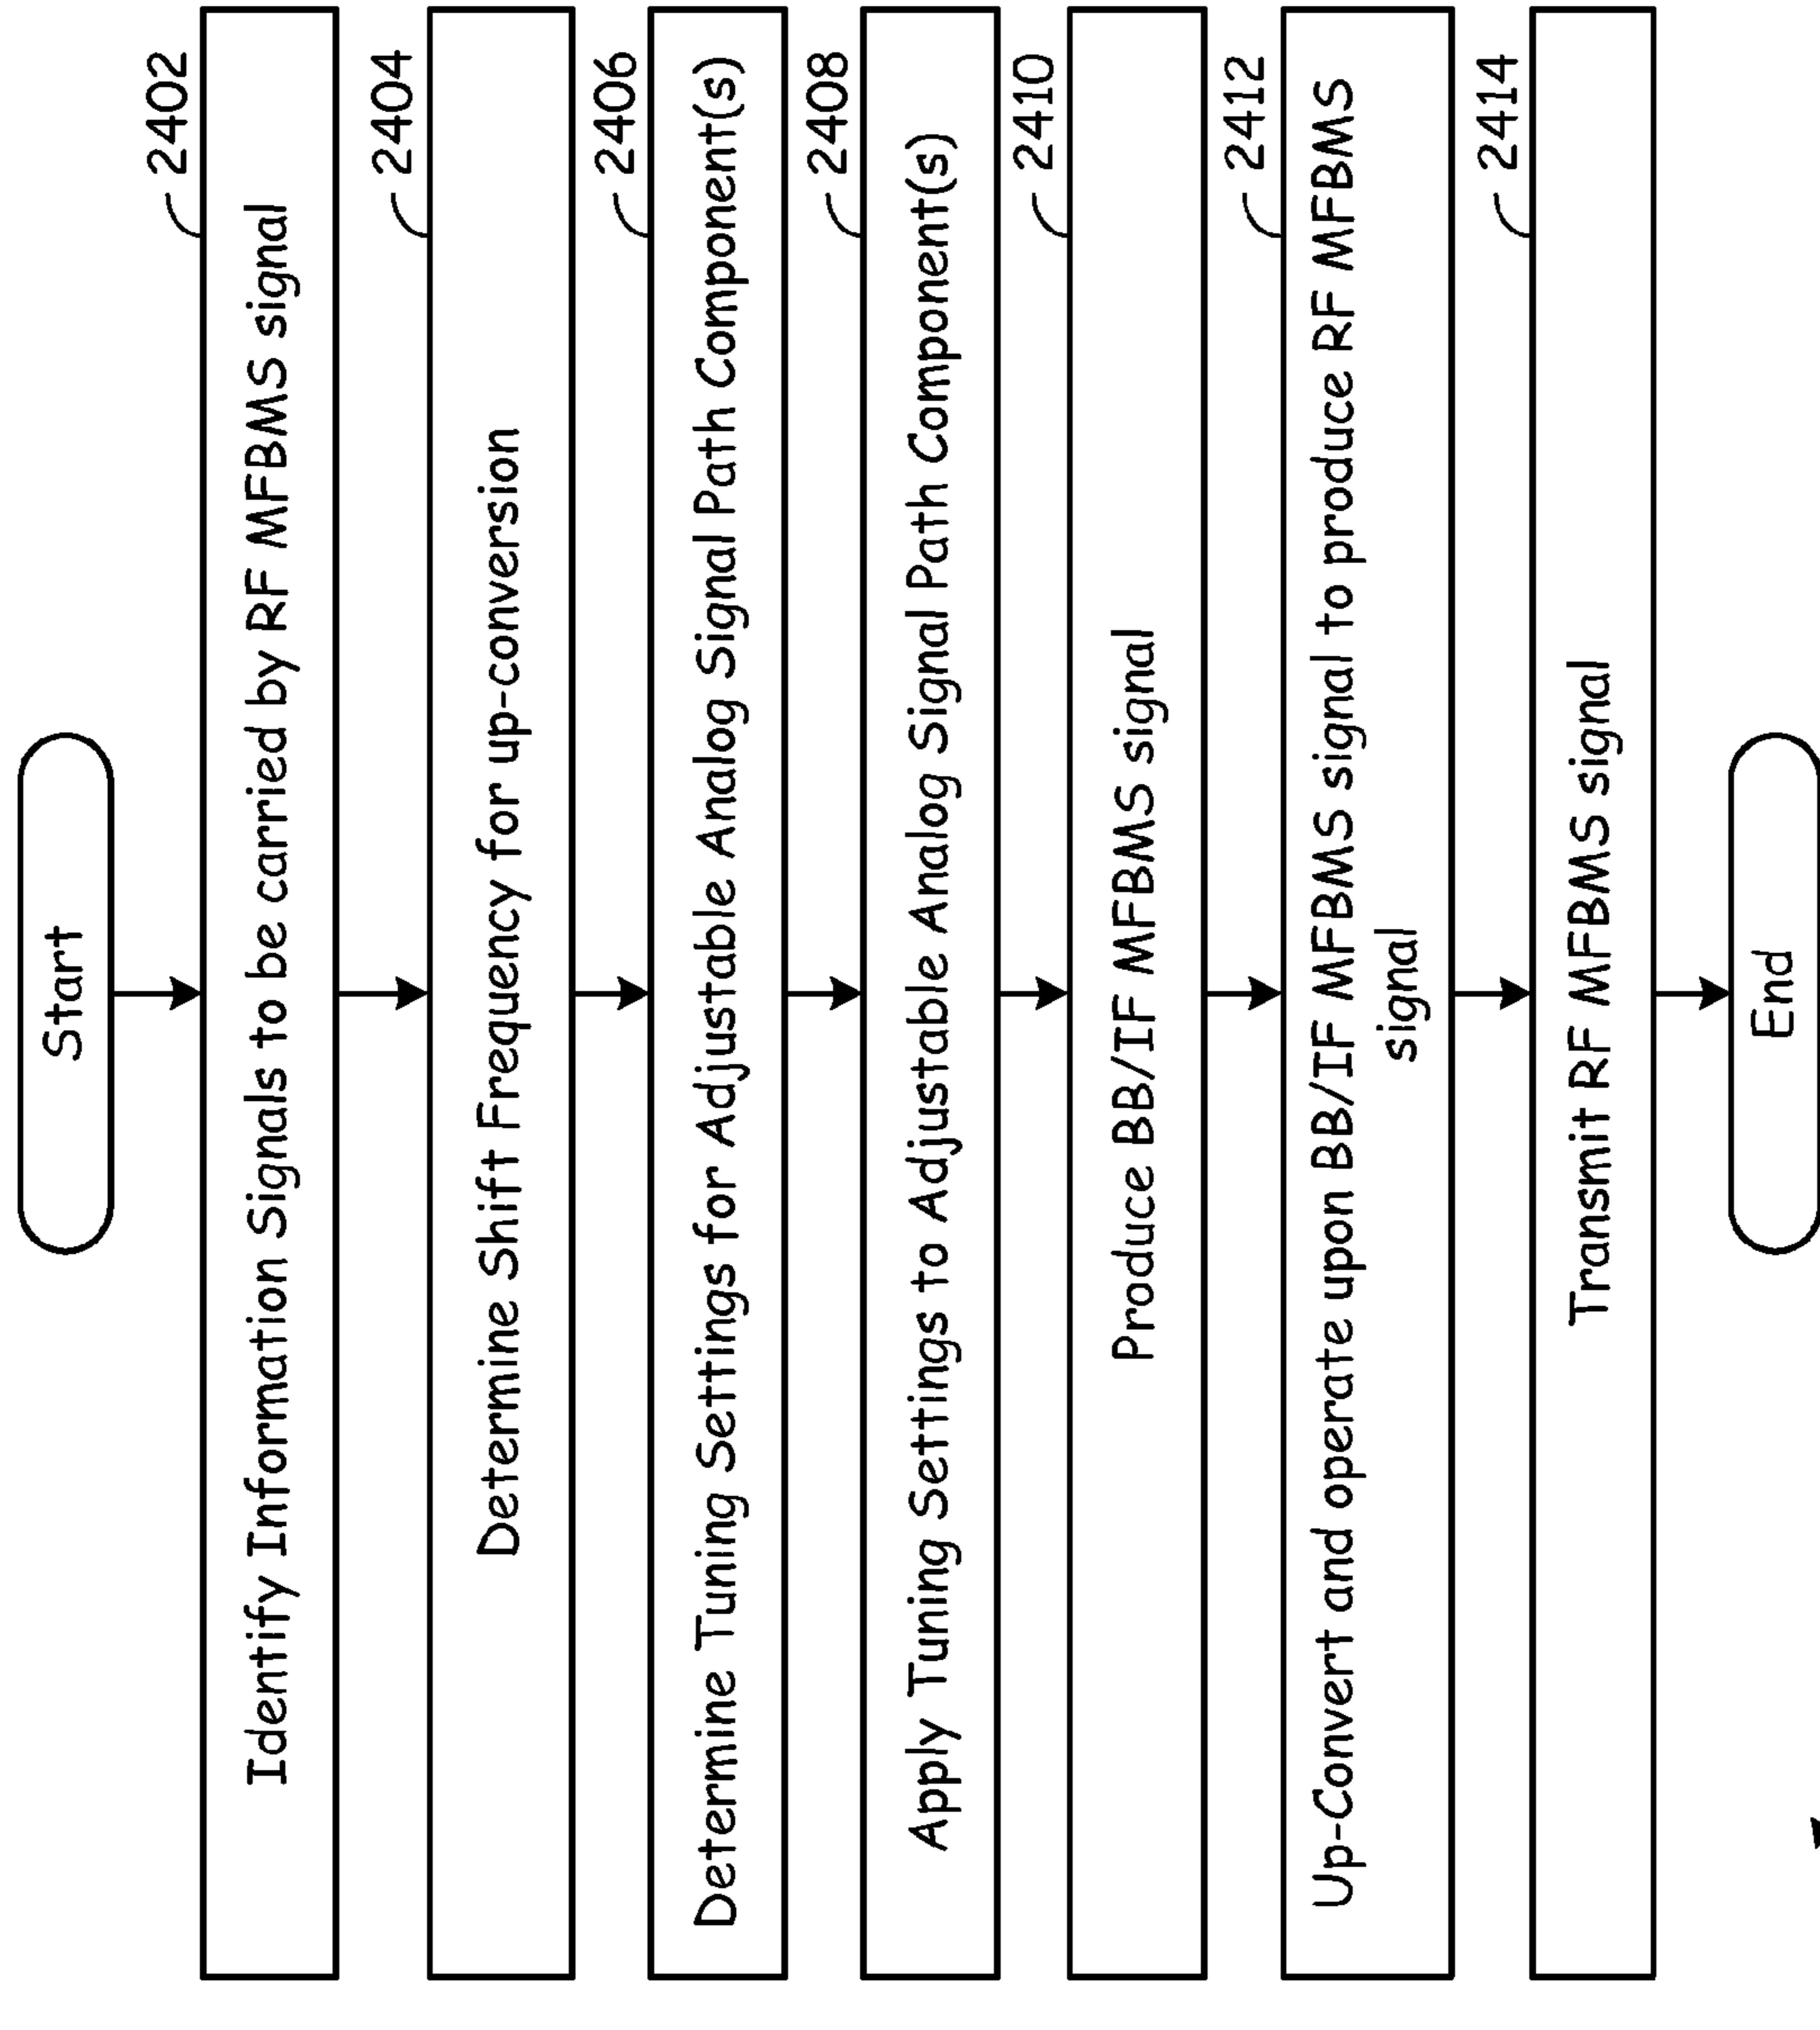 Start
2402
Identify Information Signals to be carried by RF MFBMS signal
2404
Determine Shift Frequency for up-conversion
2406
Determine Tuning Settings for Adjustable Analog Signal Path Component(s)
2408
Apply Tuning Settings to Adjustable Analog Signal Path Component(s)
2410
Produce BB/IF MFBMS signal
2412
Up-Convert and operate upon BB/IF MFBMS signal to produce RF MFBMS
signal
2414
Transmit RF MFBMS signal
End